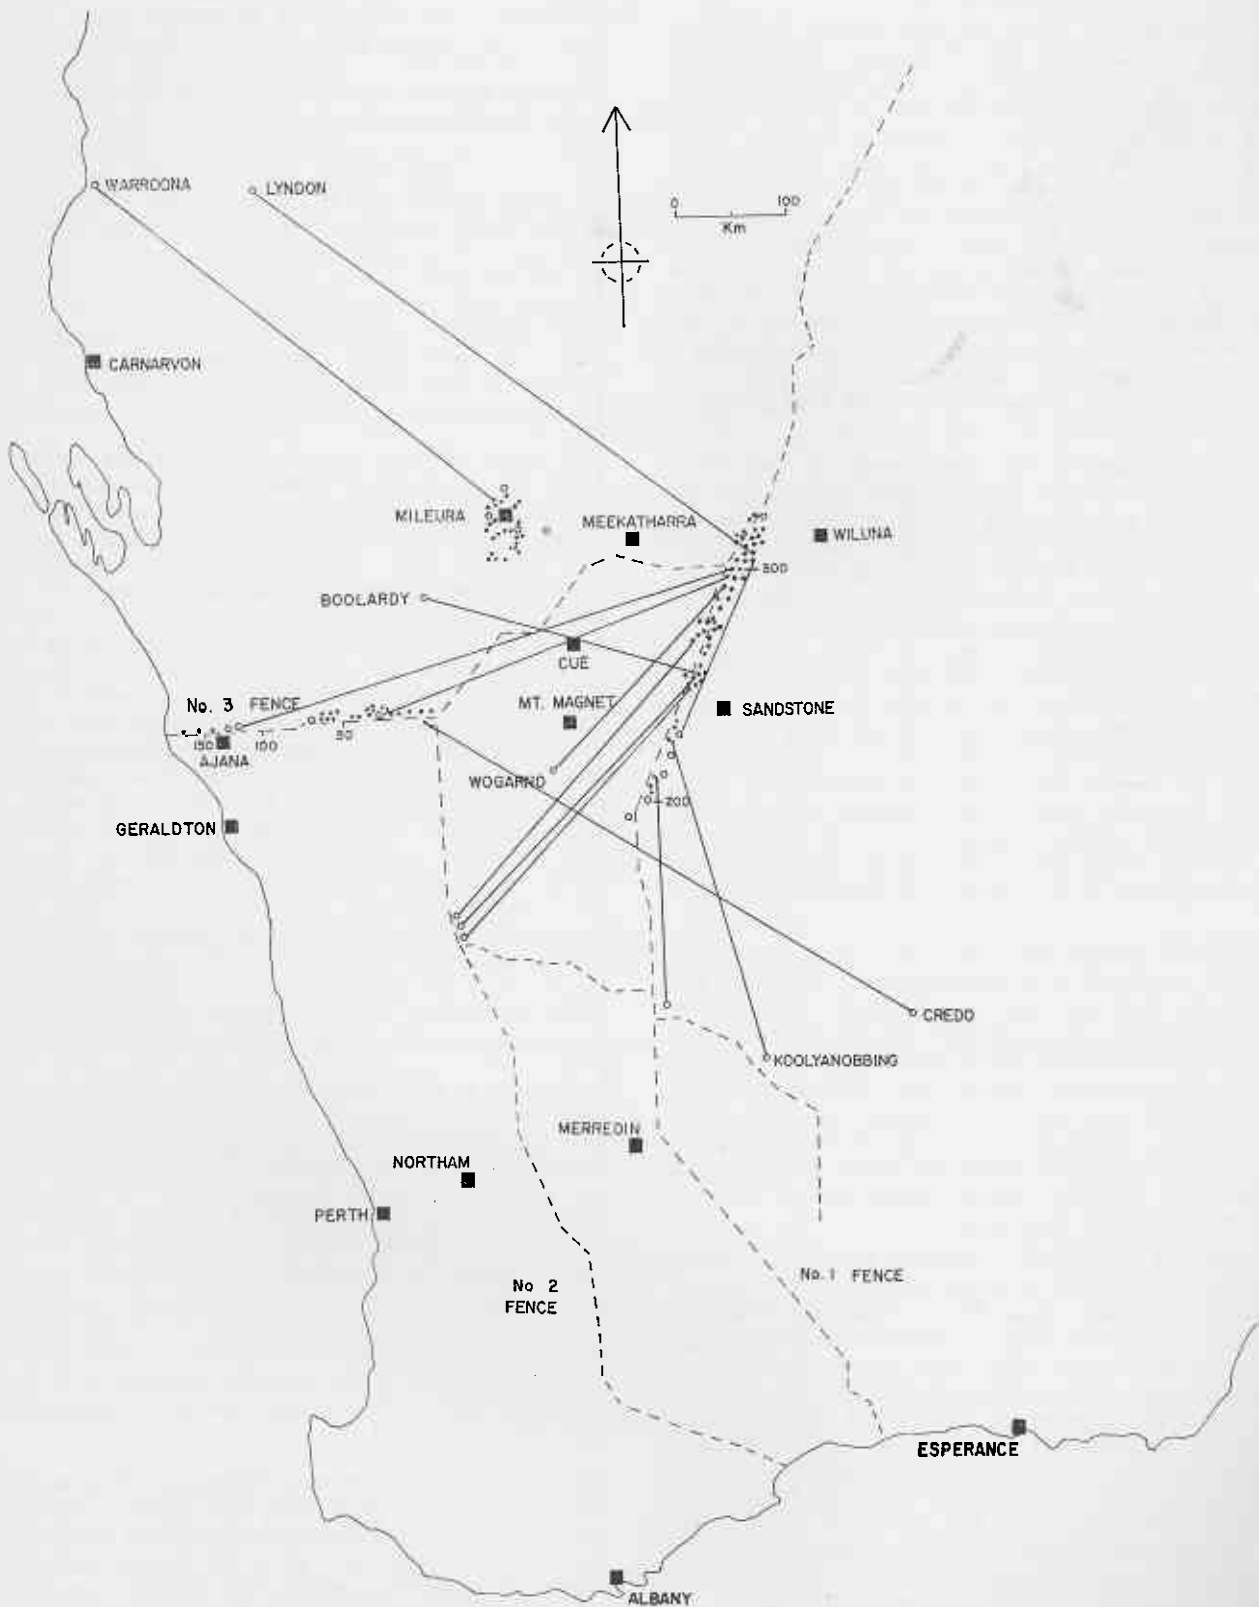 WARROONA
LYNDON
0 100
Km
CARNARVON
MILEURA
MEEKATHARRA
WILUNA
300
BOOLARDY
CUE
No. 3 FENCE
MT. MAGNET
SANDSTONE
150 100 50
AJANA
WOGARNO
200
GERALDTON
CREDO
KOOLYANOBBING
MERREDIN
NORTHAM
PERTH
No. 1 FENCE
No 2
FENCE
ESPERANCE
ALBANY